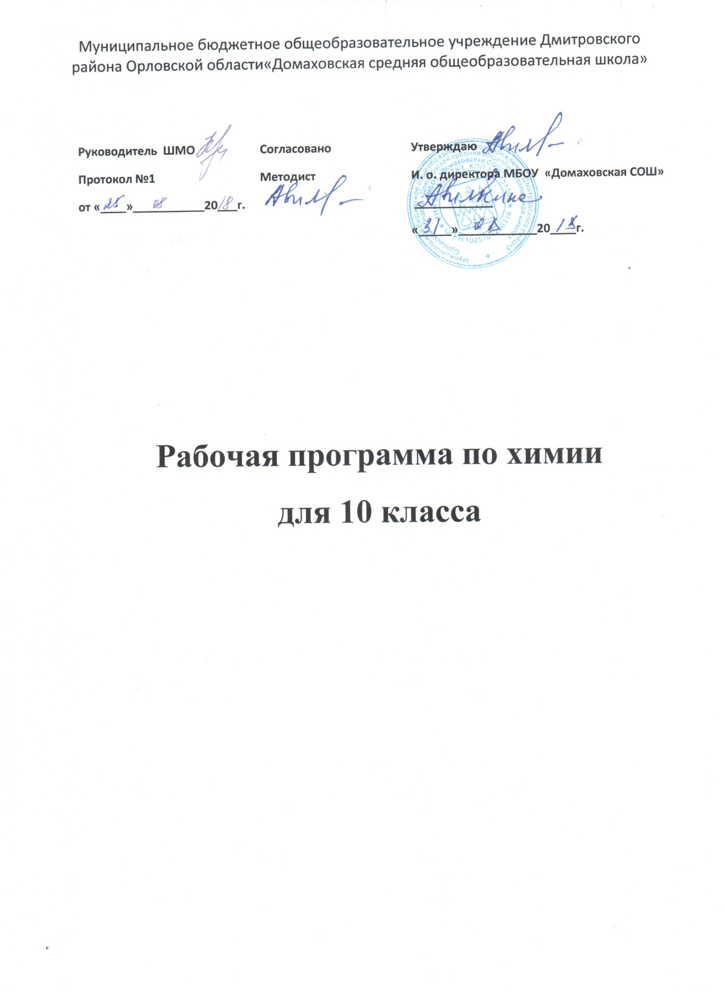 Муниципальное бюджетное общеобразовательное учреждение Дмитровского
района Орловской области«Домаховская средняя общеобразовательная школа»
Руководитель ШМО
Протокол №1
от «25» 08 2018г.
Согласовано
Методист
Утверждаю
И. о. директора МБОУ «Домаховская СОШ»
«31» 08 2018г.
Рабочая программа по химии
для 10 класса